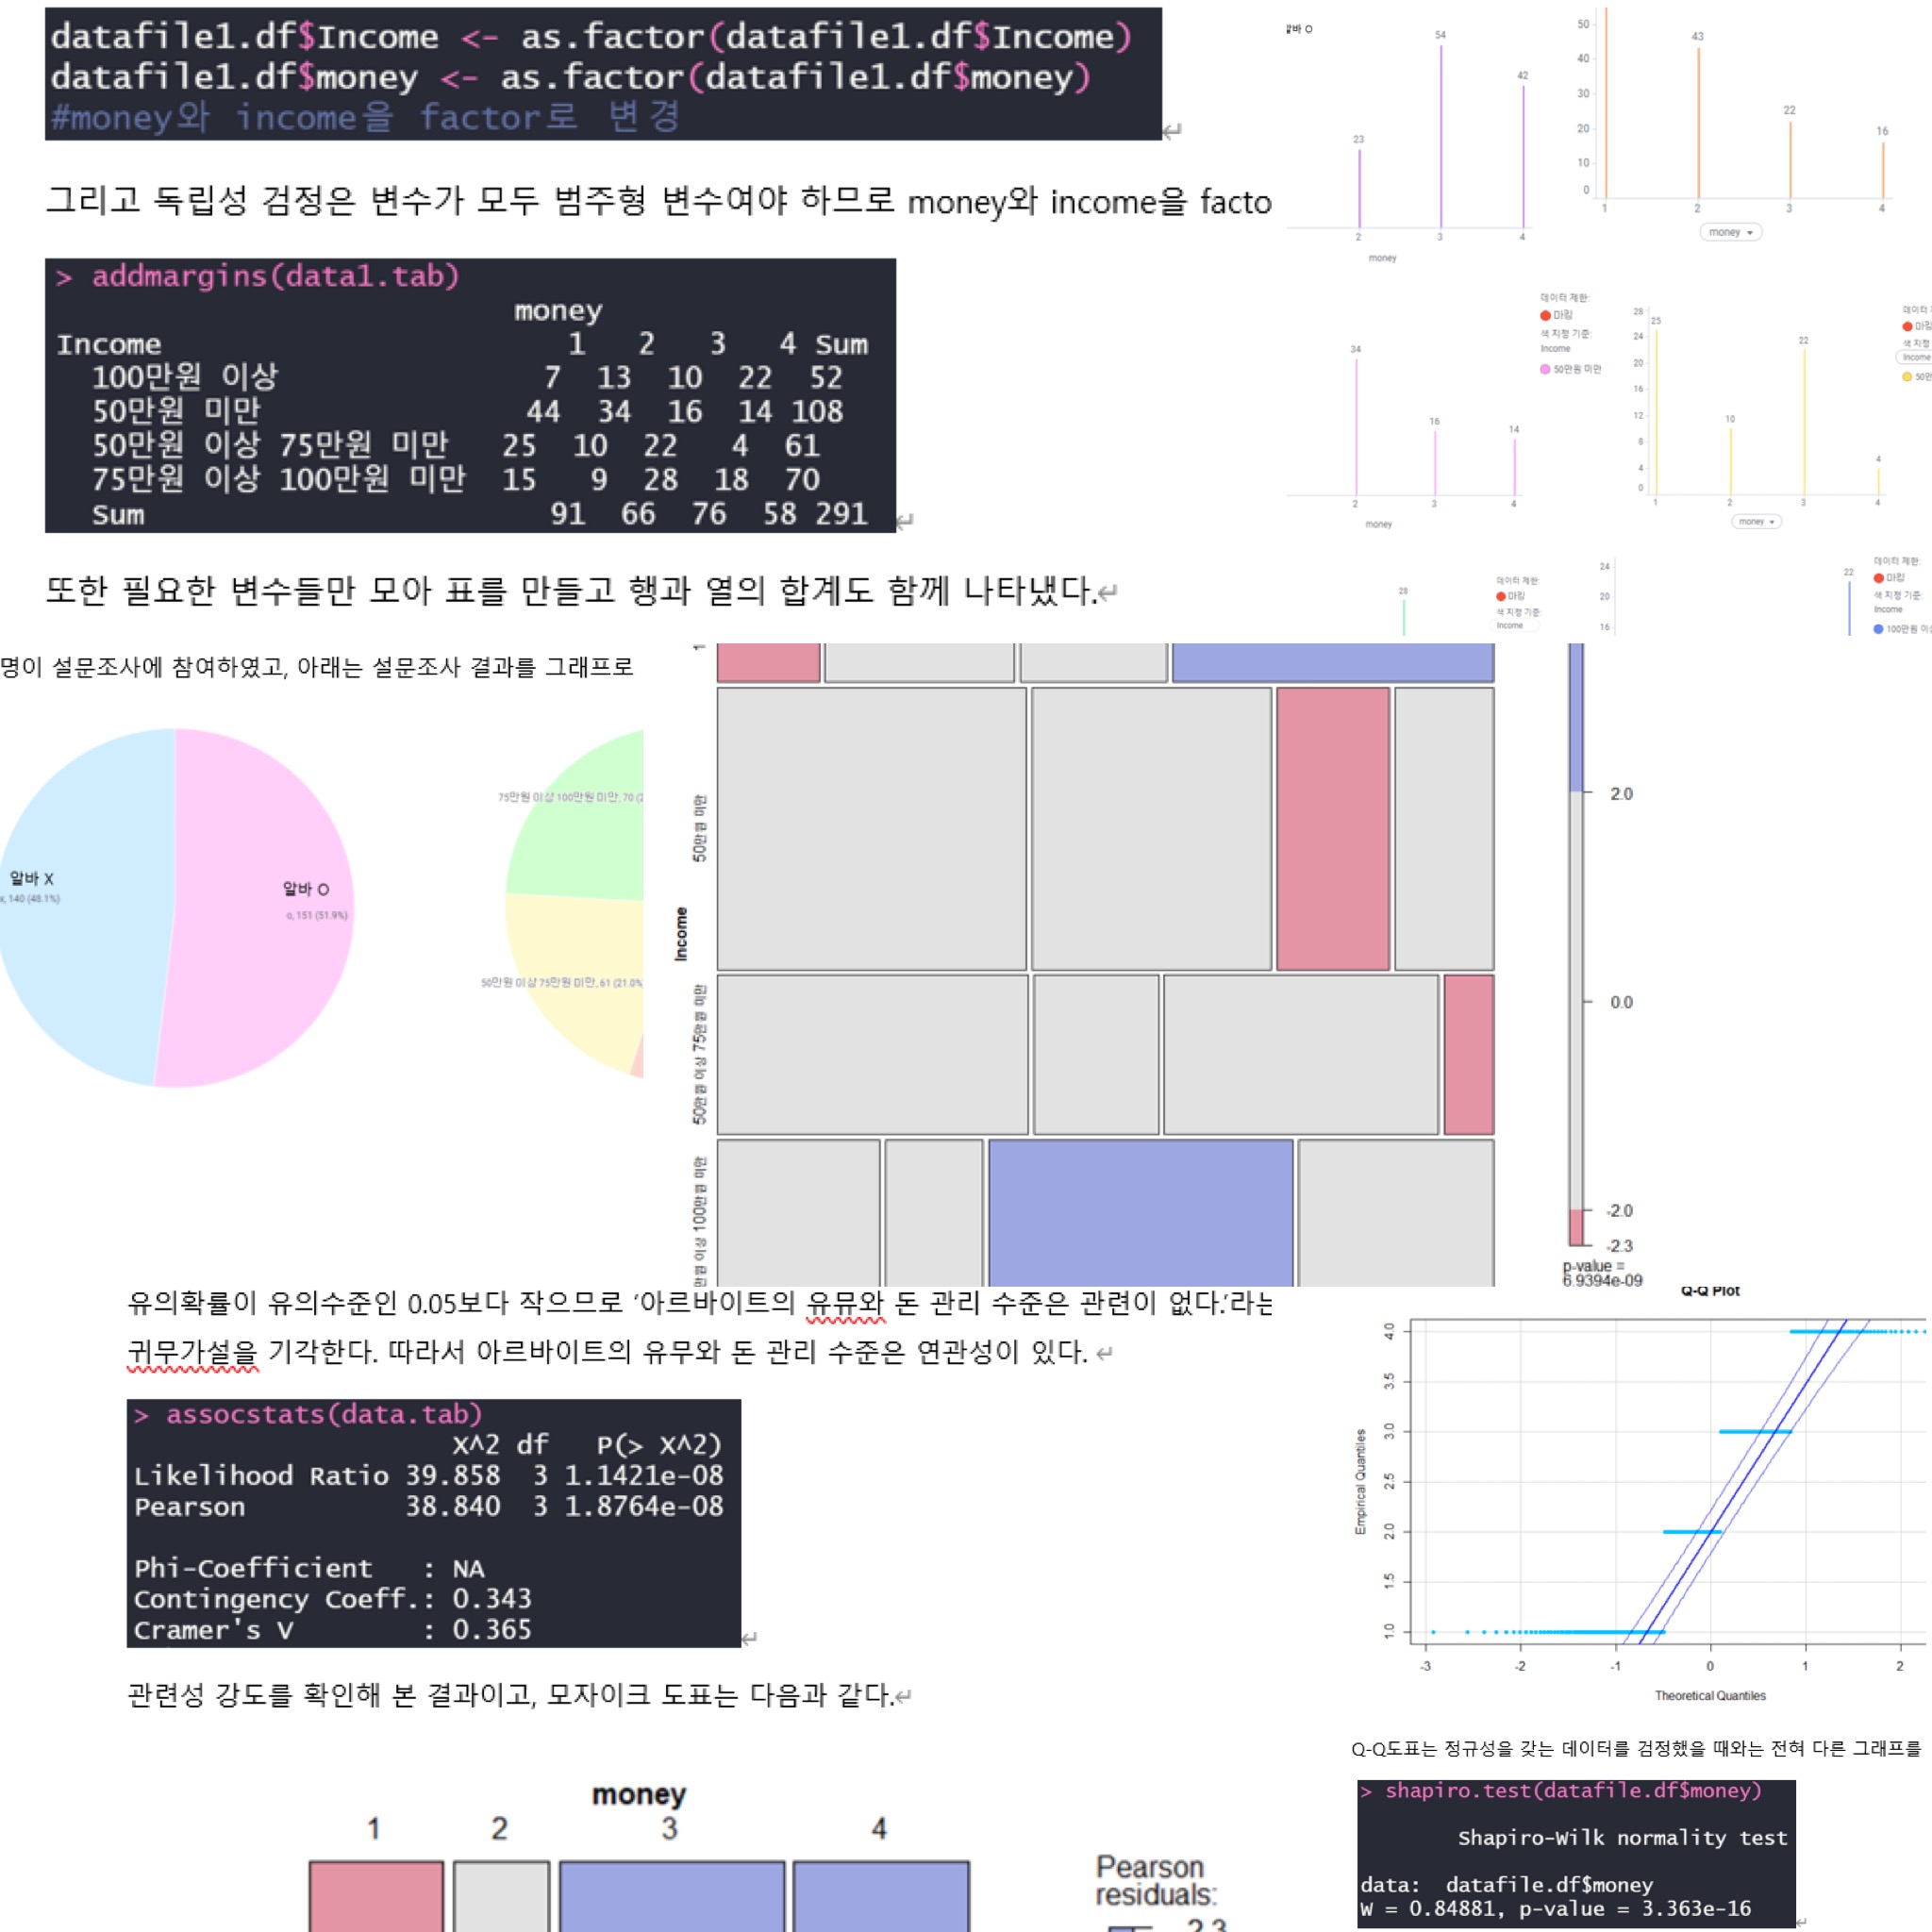 datafile1.df$Income <- as.factor(datafile1.df$Income)
datafile1.df$money <- as.factor(datafile1.df$money)
#money와 income을 factor로 변경
그리고 독립성 검정은 변수가 모두 범주형 변수여야 하므로 money와 income을 facto
> addmargins(data1.tab)
money
Income 1 2 3 4 Sum
100만원 이상 7 13 10 22 52
50만원 미만 44 34 16 14 108
50만원 이상 75만원 미만 25 10 22 4 61
75만원 이상 100만원 미만 15 9 28 18 70
Sum 91 66 76 58 291
또한 필요한 변수들만 모아 표를 만들고 행과 열의 합계도 함께 나타냈다.
알바 O
54
42
23
2 3 4
money
50
40
30
20
10
0
43
22
16
1 2 3 4
money
34
16
14
2 3 4
money
데이터 제한:
마킹
색 지정 기준:
Income
50만원 미만
28
24
20
16
12
8
4
0
25
10
22
4
1 2 3 4
money
데이터
마킹
색 지
Income
50만
28
데이터 제한:
마킹
색 지정 기준:
Income
24
20
16
22
데이터 제한:
마킹
색 지정 기준:
Income
100만원 이
명이 설문조사에 참여하였고, 아래는 설문조사 결과를 그래프로
알바 X
x, 140 (48.1%)
알바 O
o, 151 (51.9%)
75만원 이상 100만원 미만, 70 (2
50만원 이상 75만원 미만, 61 (21.0%
Income
50만원 미만
50만원 이상 75만원 미만
만원 이상 100만원 미만
2.0
0.0
-2.0
-2.3
p-value =
6.9394e-09
유의확률이 유의수준인 0.05보다 작으므로 '아르바이트의 유뮤와 돈 관리 수준은 관련이 없다.'라는
귀무가설을 기각한다. 따라서 아르바이트의 유무와 돈 관리 수준은 연관성이 있다.
> assocstats(data.tab)
X^2 df P(> X^2)
Likelihood Ratio 39.858 3 1.1421e-08
Pearson 38.840 3 1.8764e-08
Phi-Coefficient : NA
Contingency Coeff.: 0.343
Cramer's V : 0.365
관련성 강도를 확인해 본 결과이고, 모자이크 도표는 다음과 같다.
money
1 2 3 4
Pearson
residuals:
2.3
Q-Q Plot
Empirical Quantiles
4.0
3.5
3.0
2.5
2.0
1.5
1.0
-3 -2 -1 0 1 2
Theoretical Quantiles
Q-Q도표는 정규성을 갖는 데이터를 검정했을 때와는 전혀 다른 그래프를
> shapiro.test(datafile.df$money)
Shapiro-Wilk normality test
data: datafile.df$money
W = 0.84881, p-value = 3.363e-16